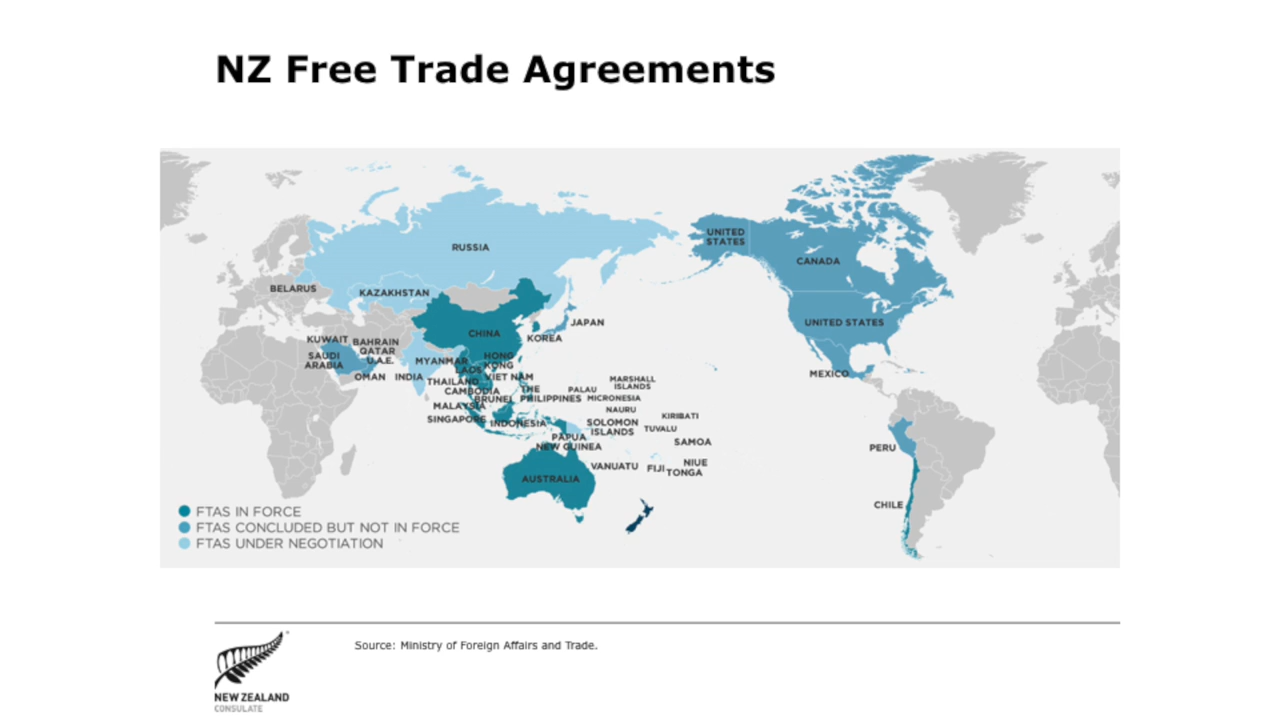 NZ Free Trade Agreements
UNITED
STATES
RUSSIA
CANADA
BELARUS
KAZAKHSTAN
JAPAN
UNITED STATES
CHINA
KOREA
KUWAIT
BAHRAIN
QATAR
U.A.E.
SAUDI
ARABIA
OMAN
INDIA
MYANMAR
HONG
KONG
LAOS
VIET NAM
THAILAND
CAMBODIA
BRUNEI
THE
PHILIPPINES
MALAYSIA
SINGAPORE
INDONESIA
PALAU
MARSHALL
ISLANDS
MICRONESIA
NAURU
KIRIBATI
SOLOMON
ISLANDS
TUVALU
PAPUA
NEW GUINEA
SAMOA
VANUATU
FIJI
NIUE
TONGA
MEXICO
PERU
CHILE
AUSTRALIA
FTAS IN FORCE
FTAS CONCLUDED BUT NOT IN FORCE
FTAS UNDER NEGOTIATION
Source: Ministry of Foreign Affairs and Trade.
NEW ZEALAND
CONSULATE